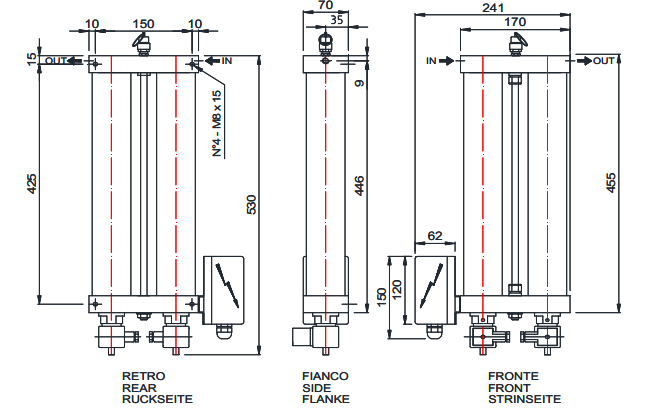 10 150 10
15
OUT IN
N°4 - M8 x 15
425
530
RETRO
REAR
RUCKSEITE
70
35
9
446
FIANCO
SIDE
FLANKE
241
170
IN OUT
455
62
150
120
FRONTE
FRONT
STRINSEITE